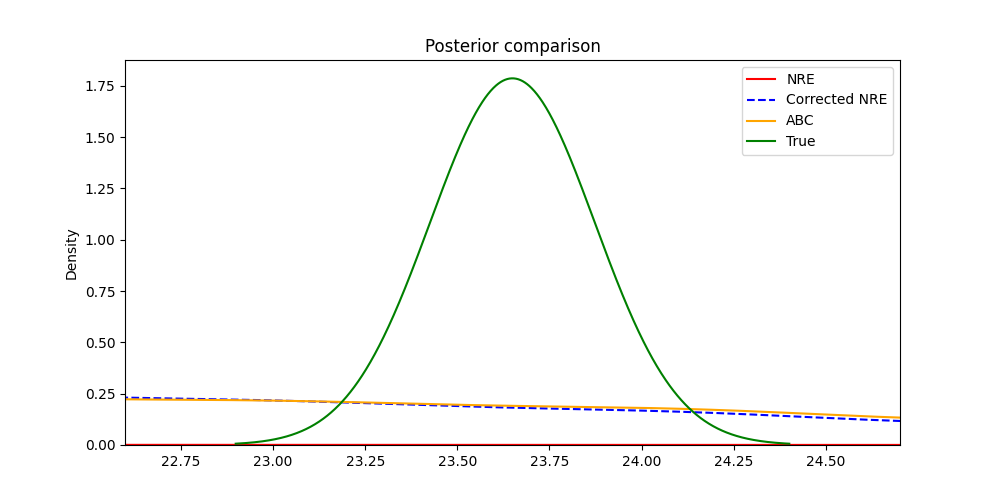 Posterior comparison
NRE
Corrected NRE
ABC
True
Density
1.75
1.50
1.25
1.00
0.75
0.50
0.25
0.00
22.75 23.00 23.25 23.50 23.75 24.00 24.25 24.50